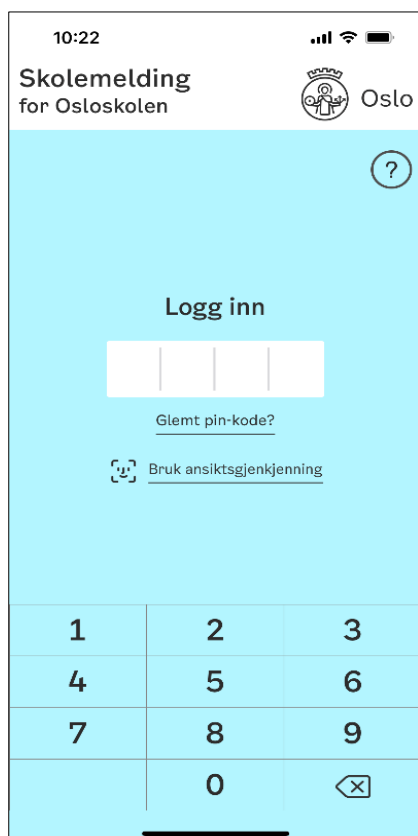 10:22
Skolemelding
for Osloskolen
Oslo
?
Logg inn
Glemt pin-kode?
Bruk ansiktsgjenkjenning
1 2 3
4 5 6
7 8 9
0